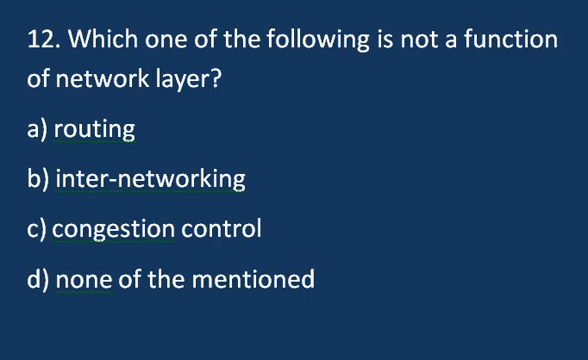 12. Which one of the following is not a function
of network layer?
a) routing
b) inter-networking
c) congestion control
d) none of the mentioned